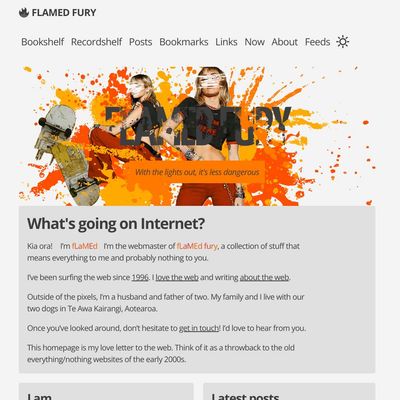 FLAMED FURY
Bookshelf Recordshelf Posts Bookmarks Links Now About Feeds
FLAMED FURY
With the lights out, it's less dangerous
What's going on Internet?
Kia ora! I'm fLaMEd I'm the webmaster of fLaMEd fury, a collection of stuff that
means everything to me and probably nothing to you.
I've been surfing the web since 1996. I love the web and writing about the web.
Outside of the pixels, I'm a husband and father of two. My family and I live with our
two dogs in Te Awa Kairangi, Aotearoa.
Once you've looked around, don't hesitate to get in touch! I'd love to hear from you.
This homepage is my love letter to the web. Think of it as a throwback to the old
everything/nothing websites of the early 2000s.
I am
Latest posts